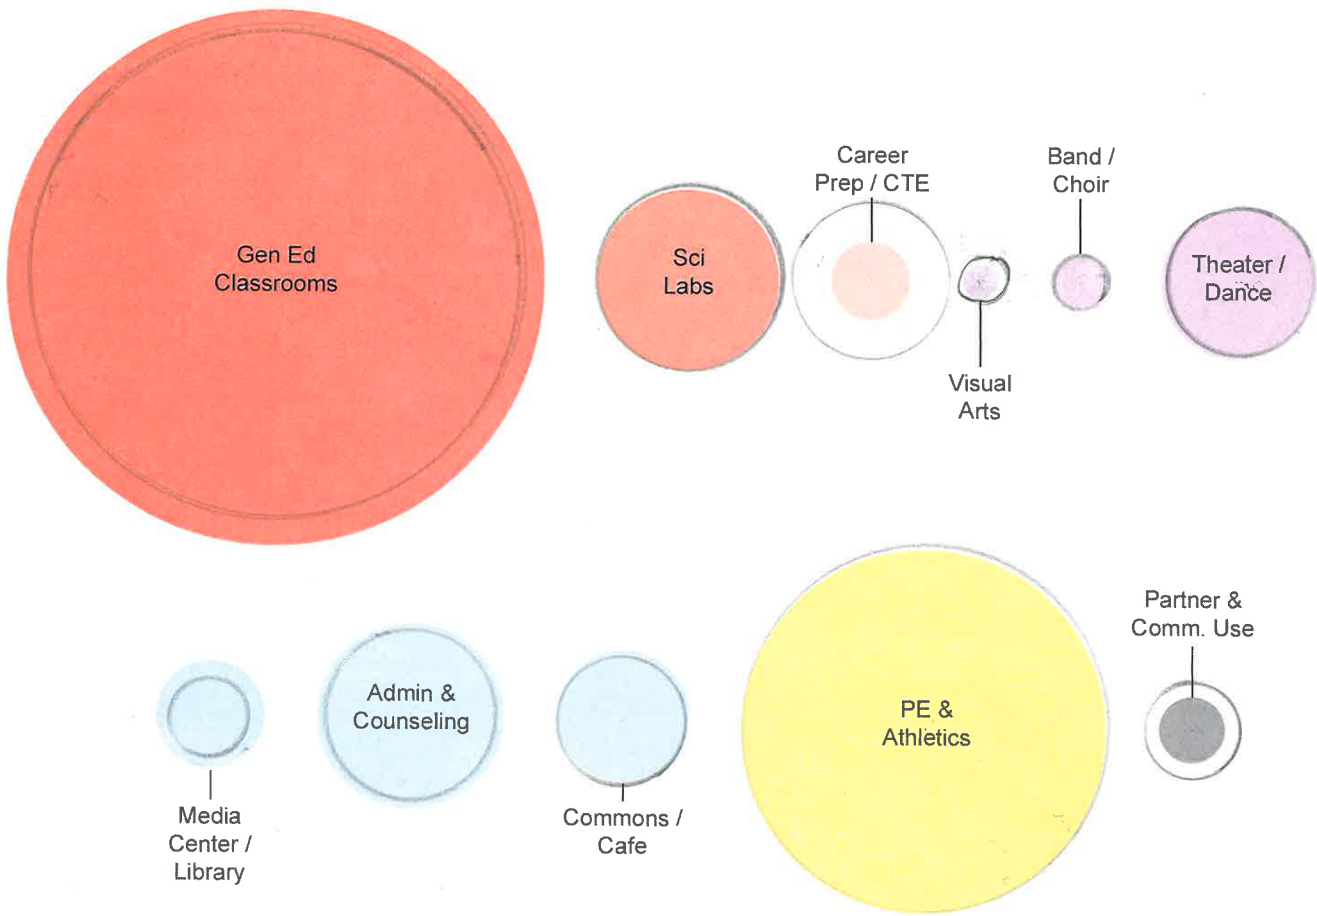 Career
Prep / CTE
Band /
Choir
Gen Ed
Classrooms
Sci
Labs
Theater /
Dance
Visual
Arts
Partner &
Comm. Use
Admin &
Counseling
PE &
Athletics
Media
Center /
Library
Commons /
Cafe